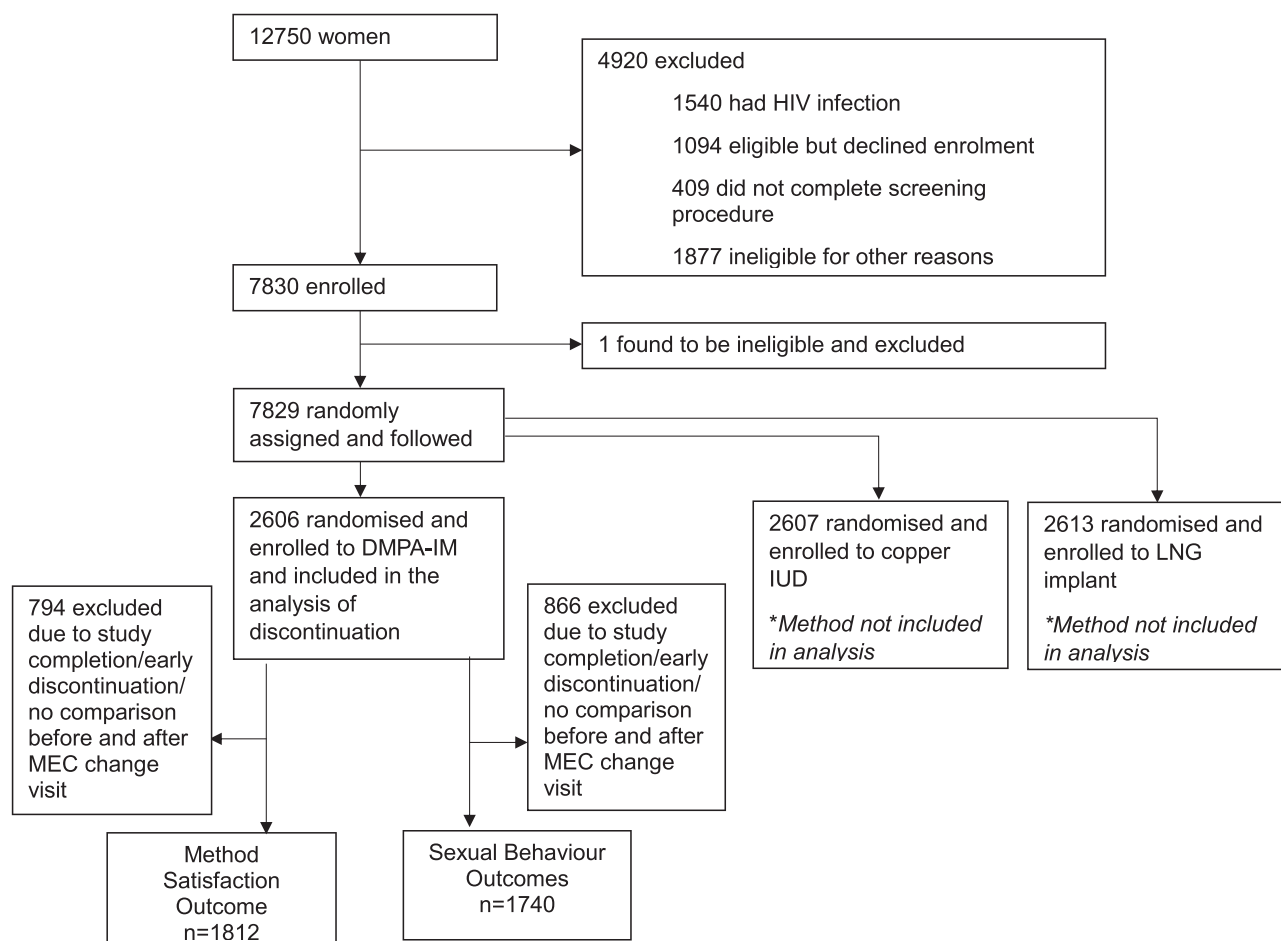 12750 women
4920 excluded
1540 had HIV infection
1094 eligible but declined enrolment
409 did not complete screening
procedure
1877 ineligible for other reasons
7830 enrolled
1 found to be ineligible and excluded
7829 randomly
assigned and followed
2606 randomised and
enrolled to DMPA-IM
and included in the
analysis of
discontinuation
2607 randomised and
enrolled to copper
IUD
*Method not included
in analysis
2613 randomised and
enrolled to LNG
implant
*Method not included
in analysis
794 excluded
due to study
completion/early
discontinuation/
no comparison
before and after
MEC change
visit
866 excluded
due to study
completion/early
discontinuation/
no comparison
before and after
MEC change
visit
Method
Satisfaction
Outcome
n=1812
Sexual Behaviour
Outcomes
n=1740